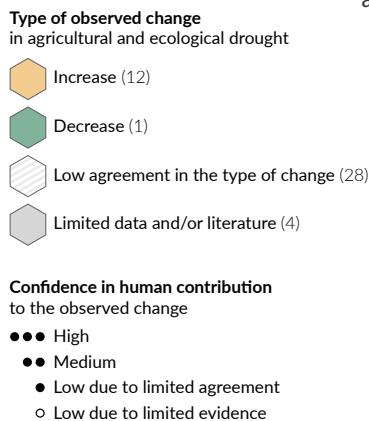 Type of observed change
in agricultural and ecological drought
Increase (12)
Decrease (1)
Low agreement in the type of change (28)
Limited data and/or literature (4)
Confidence in human contribution
to the observed change
●●● High
●● Medium
● Low due to limited agreement
○ Low due to limited evidence